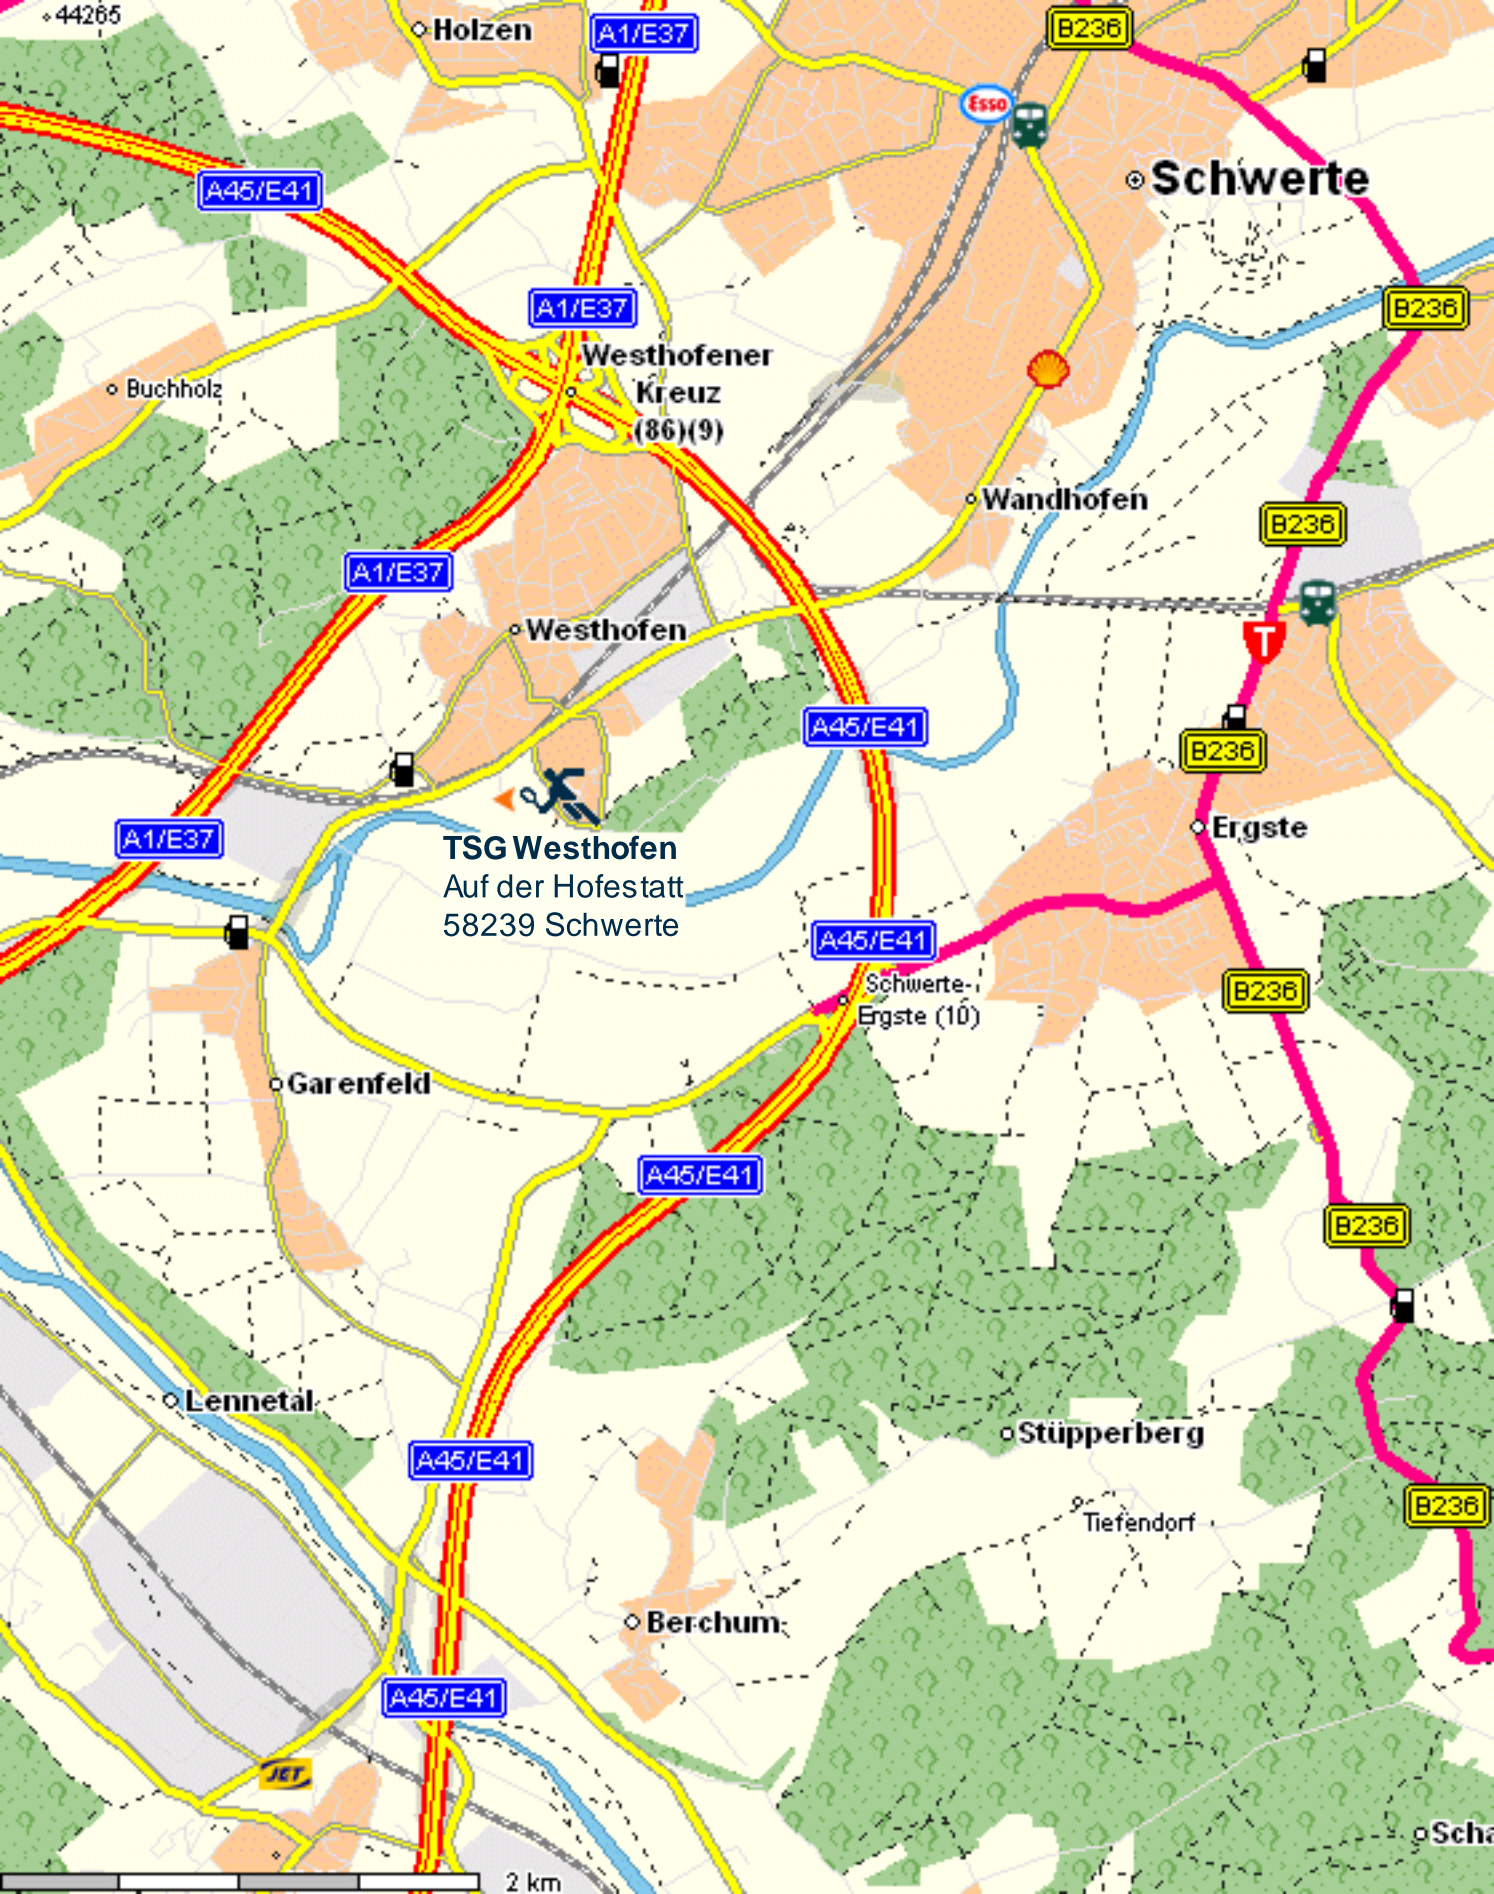 44265
Holzen
A1/E37
B236
Esso
A45/E41
Schwerte
A1/E37
B236
Westhofener
Kreuz
(86)(9)
Buchholz
Wandhofen
B236
A1/E37
Westhofen
T
A45/E41
B236
A1/E37
Ergste
TSG Westhofen
Auf der Hofestatt
58239 Schwerte
A45/E41
Schwerte-
Ergste (10)
B236
Garenfeld
A45/E41
B236
Lennetal
Stüpperberg
A45/E41
Tiefendorf
B236
Berchum
A45/E41
JET
Scha
2 km